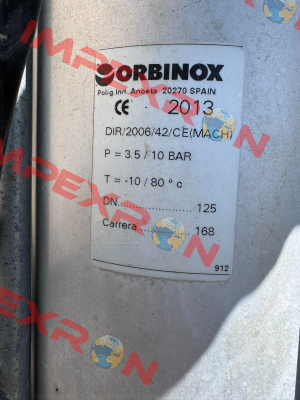 ORBINOX
Polig.Ind. Anoeta 20270 SPAIN
CE · 2013
DIR/2006/42/CE(MACH)
P = 3.5 / 10 BAR
T = -10 / 80 º c
DN...................... 125
Carrera................. 168
912
IMPEXRON
IMPEXRON
IMPEXRON